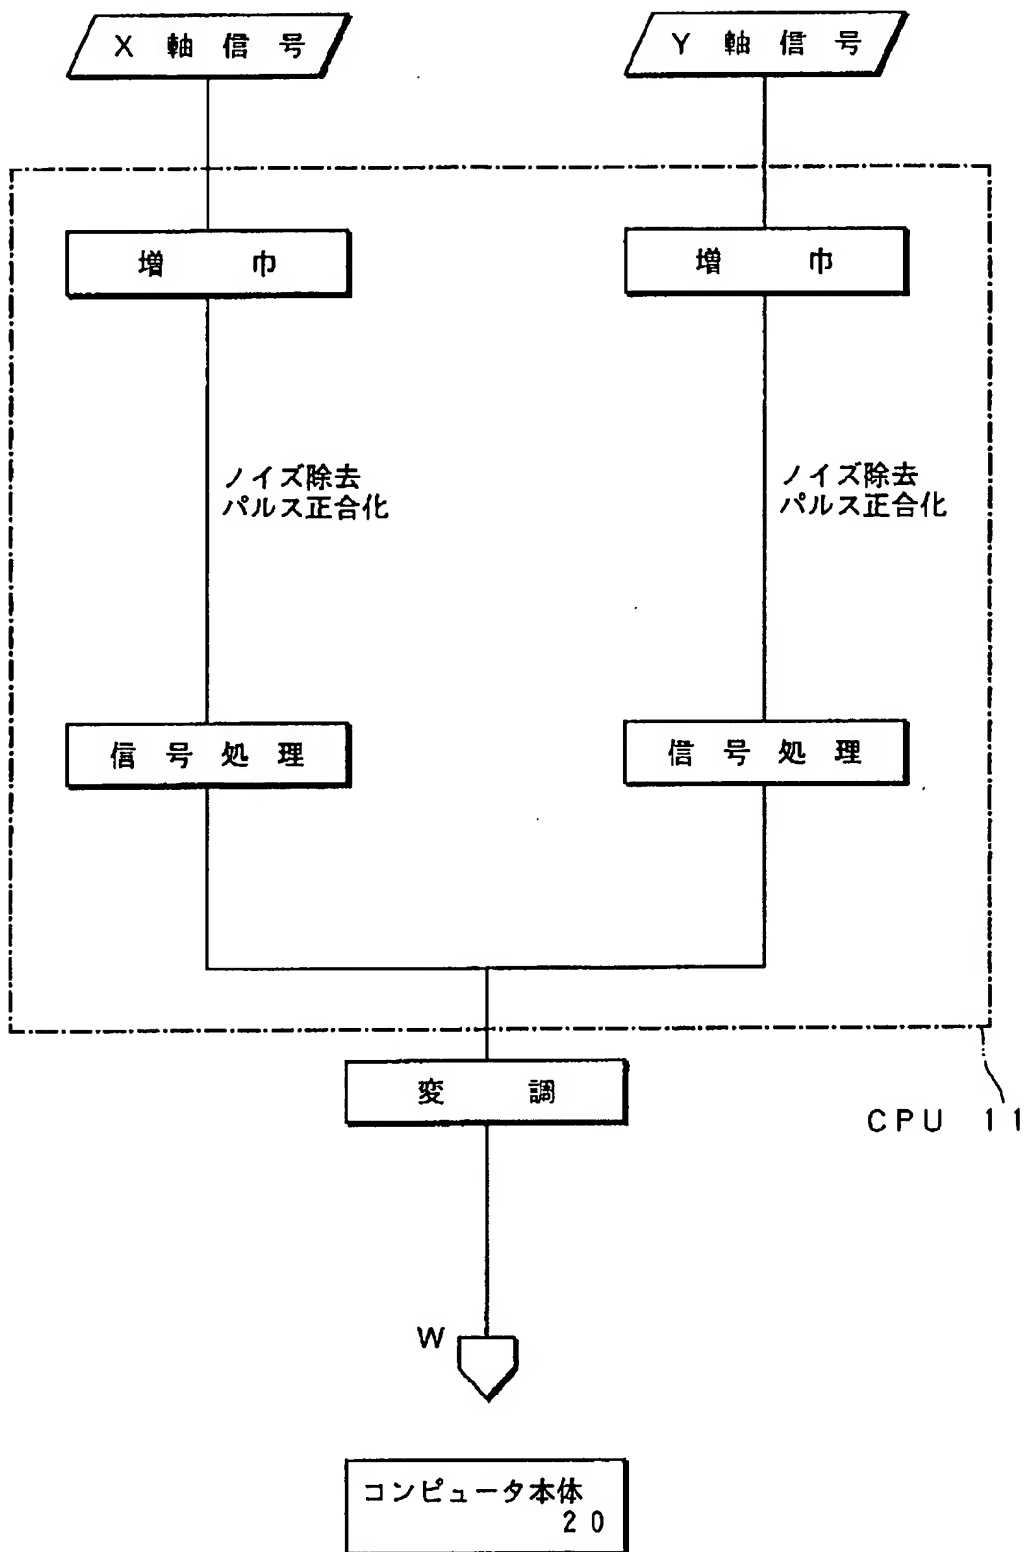 X 軸 信 号
Y 軸 信 号
増 巾
増 巾
ノイズ除去
パルス正合化
ノイズ除去
パルス正合化
信 号 処 理
信 号 処 理
変 調
CPU 11
W
コンピュータ本体
20